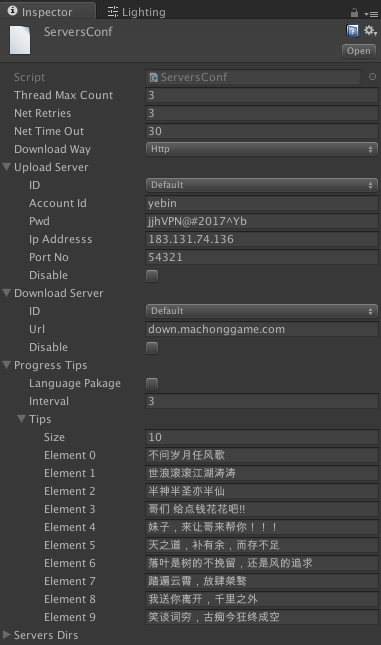 Inspector
Lighting
ServersConf
Open
Script
ServersConf
Thread Max Count
3
Net Retries
3
Net Time Out
30
Download Way
Http
Upload Server
ID
Default
Account Id
yebin
Pwd
jjhVPN@#2017^Yb
Ip Addresss
183.131.74.136
Port No
54321
Disable
Download Server
ID
Default
Url
down.machonggame.com
Disable
Progress Tips
Language Pakage
Interval
3
Tips
Size
10
Element 0
不问岁月任风歌
Element 1
世浪滚滚江湖涛涛
Element 2
半神半圣亦半仙
Element 3
哥们 给点钱花花吧!!
Element 4
妹子，来让哥来帮你！！！
Element 5
天之道，补有余，而存不足
Element 6
落叶是树的不挽留，还是风的追求
Element 7
踏遍云霄，放肆桀骜
Element 8
我送你离开，千里之外
Element 9
笑谈词穷，古痴今狂终成空
Servers Dirs